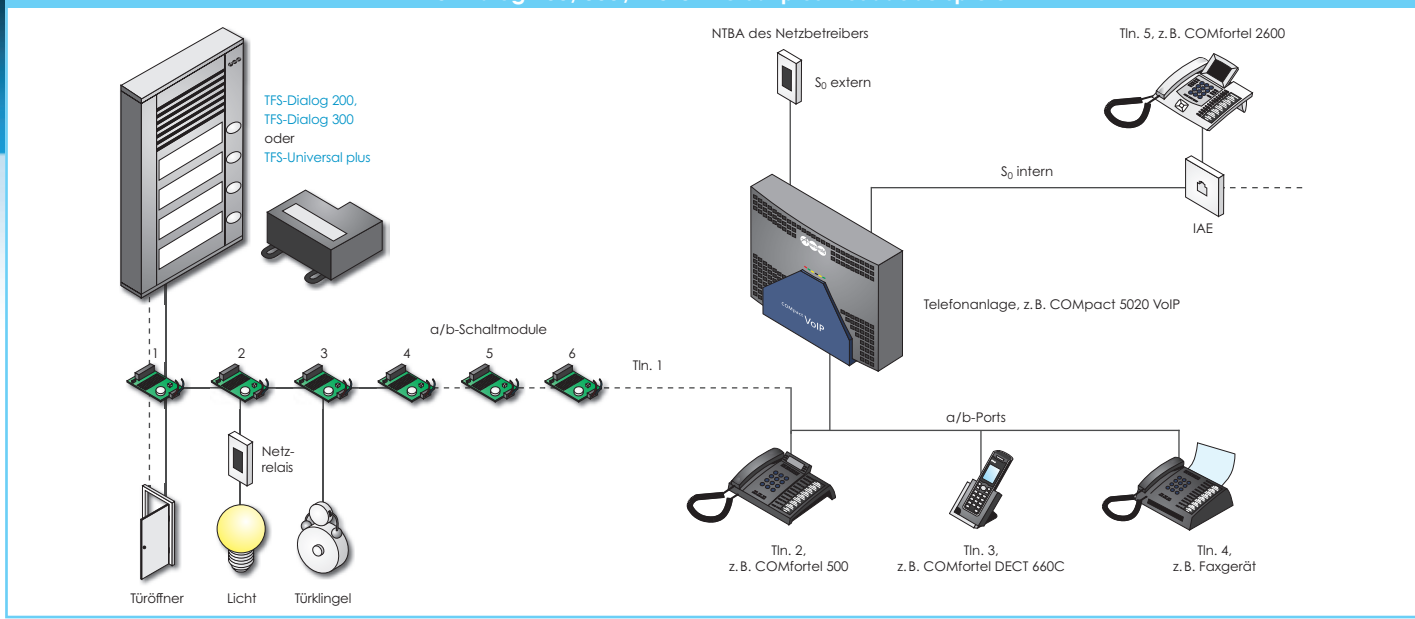 NTBA des Netzbetreibers
Tln. 5, z. B. COMfortel 2600
S₀ extern
TFS-Dialog 200,
TFS-Dialog 300
oder
TFS-Universal plus
S₀ intern
IAE
Telefonanlage, z. B. COMpact 5020 VoIP
COMpact VoIP
a/b-Schaltmodule
1 2 3 4 5 6
Tln. 1
a/b-Ports
Netz-
relais
Tln. 2,
z. B. COMfortel 500
Tln. 3,
z. B. COMfortel DECT 660C
Tln. 4,
z. B. Faxgerät
Türöffner
Licht
Türklingel